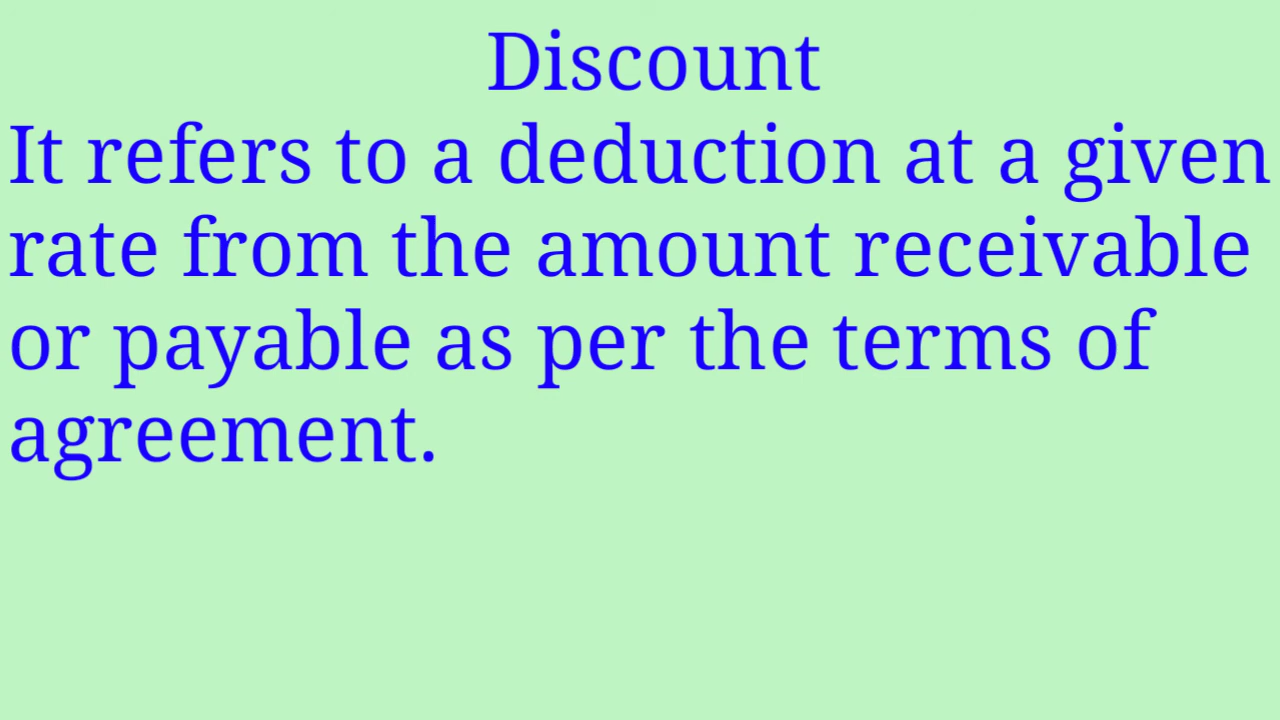 Discount
It refers to a deduction at a given
rate from the amount receivable
or payable as per the terms of
agreement.